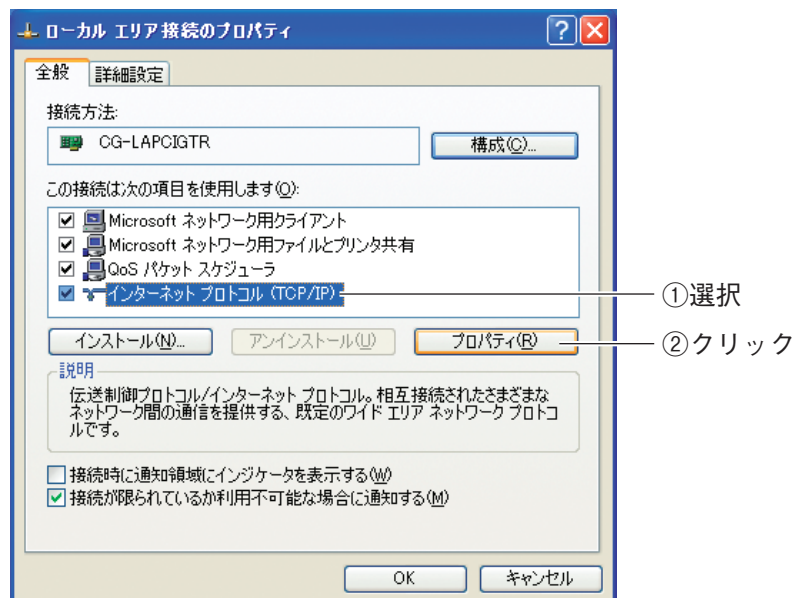 ローカル エリア接続のプロパティ
?
全般 詳細設定
接続方法:
CG-LAPCIGTR 構成(C)...
この接続は次の項目を使用します(O):
Microsoft ネットワーク用クライアント
Microsoft ネットワーク用ファイルとプリンタ共有
QoS パケット スケジューラ
インターネット プロトコル (TCP/IP) ①選択
インストール(N)... アンインストール(U) プロパティ(R) ②クリック
説明
伝送制御プロトコル/インターネット プロトコル。相互接続されたさまざまな
ネットワーク間の通信を提供する、既定のワイド エリア ネットワーク プロトコ
ルです。
接続時に通知領域にインジケータを表示する(W)
接続が限られているか利用不可能な場合に通知する(M)
OK キャンセル